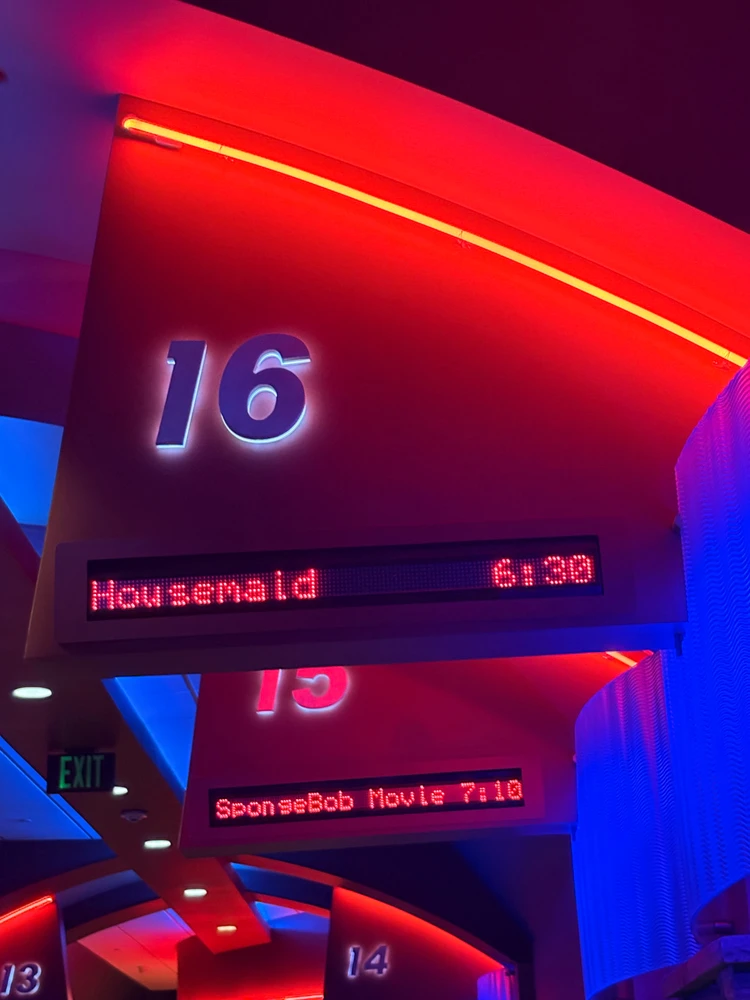 16
Housemaid 6:30
15
SpongeBob Movie 7:10
EXIT
14
13